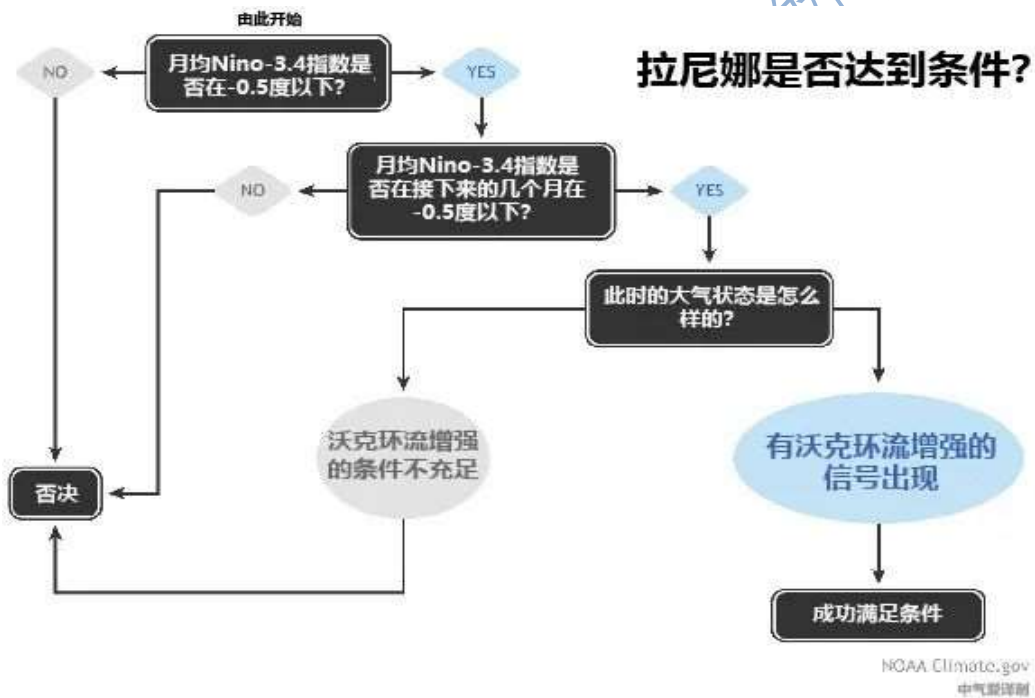 由此开始
拉尼娜是否达到条件?
NO
月均Nino-3.4指数是
否在-0.5度以下?
YES
NO
月均Nino-3.4指数是
否在接下来的几个月在
-0.5度以下?
YES
此时的大气状态是怎么
样的?
沃克环流增强
的条件不充足
有沃克环流增强的
信号出现
否决
成功满足条件
NOAA Climate.gov